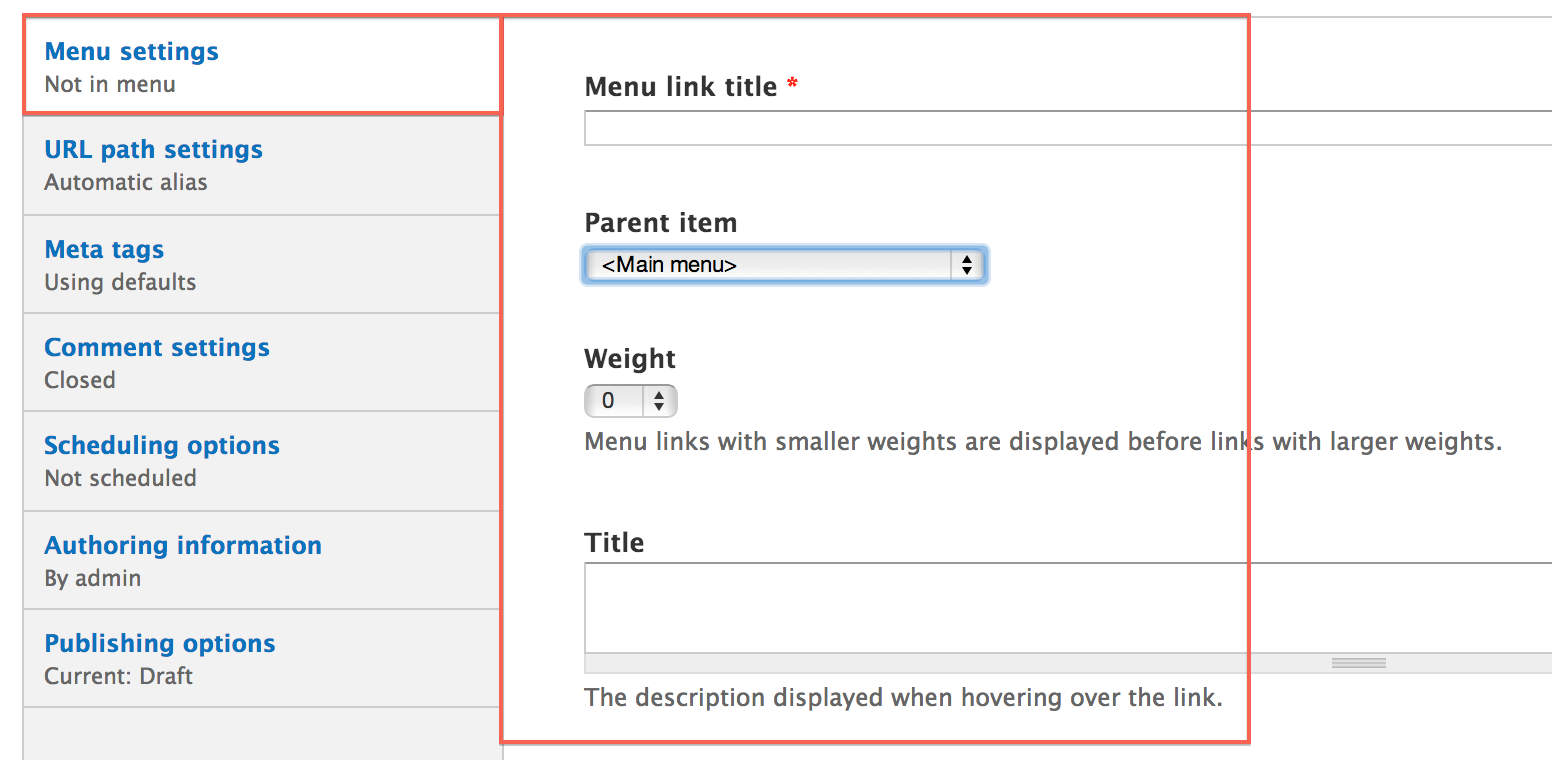 Menu settings
Not in menu
URL path settings
Automatic alias
Meta tags
Using defaults
Comment settings
Closed
Scheduling options
Not scheduled
Authoring information
By admin
Publishing options
Current: Draft
Menu link title *
Parent item
<Main menu>
Weight
0
Menu links with smaller weights are displayed before links with larger weights.
Title
The description displayed when hovering over the link.